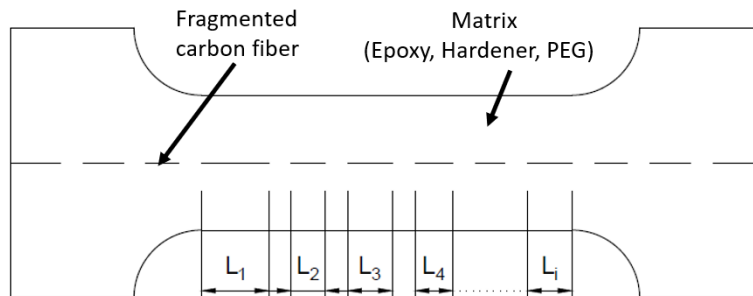 Fragmented
carbon fiber
Matrix
(Epoxy, Hardener, PEG)
L1 L2 L3 L4 Li